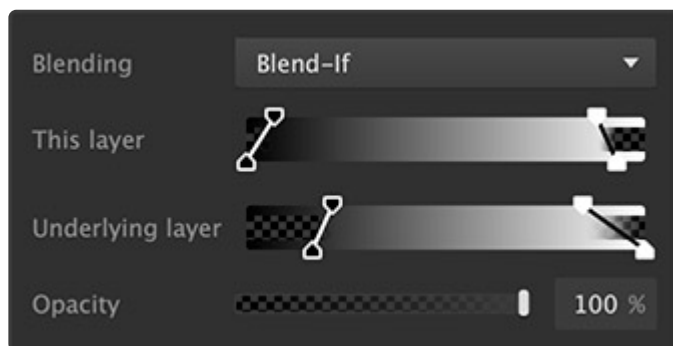 Blending Blend-If
This layer
Underlying layer
Opacity 100 %